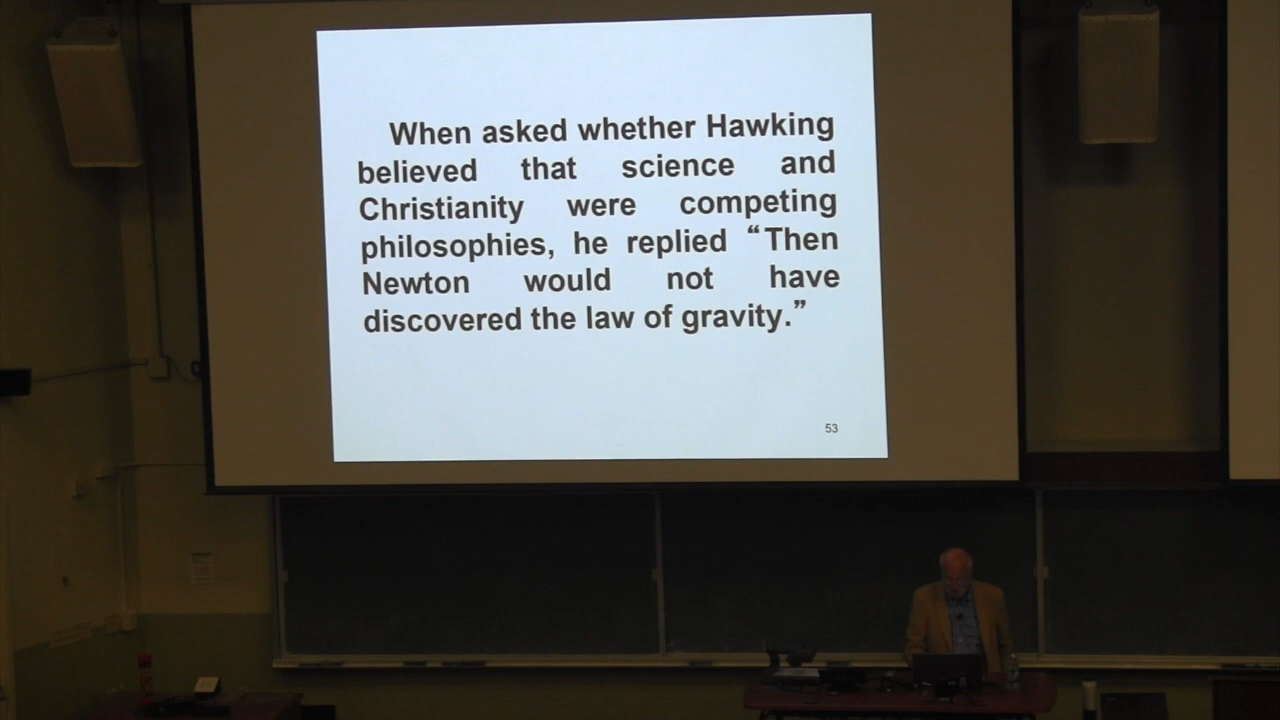 When asked whether Hawking
believed that science and
Christianity were competing
philosophies, he replied “Then
Newton would not have
discovered the law of gravity.”
53